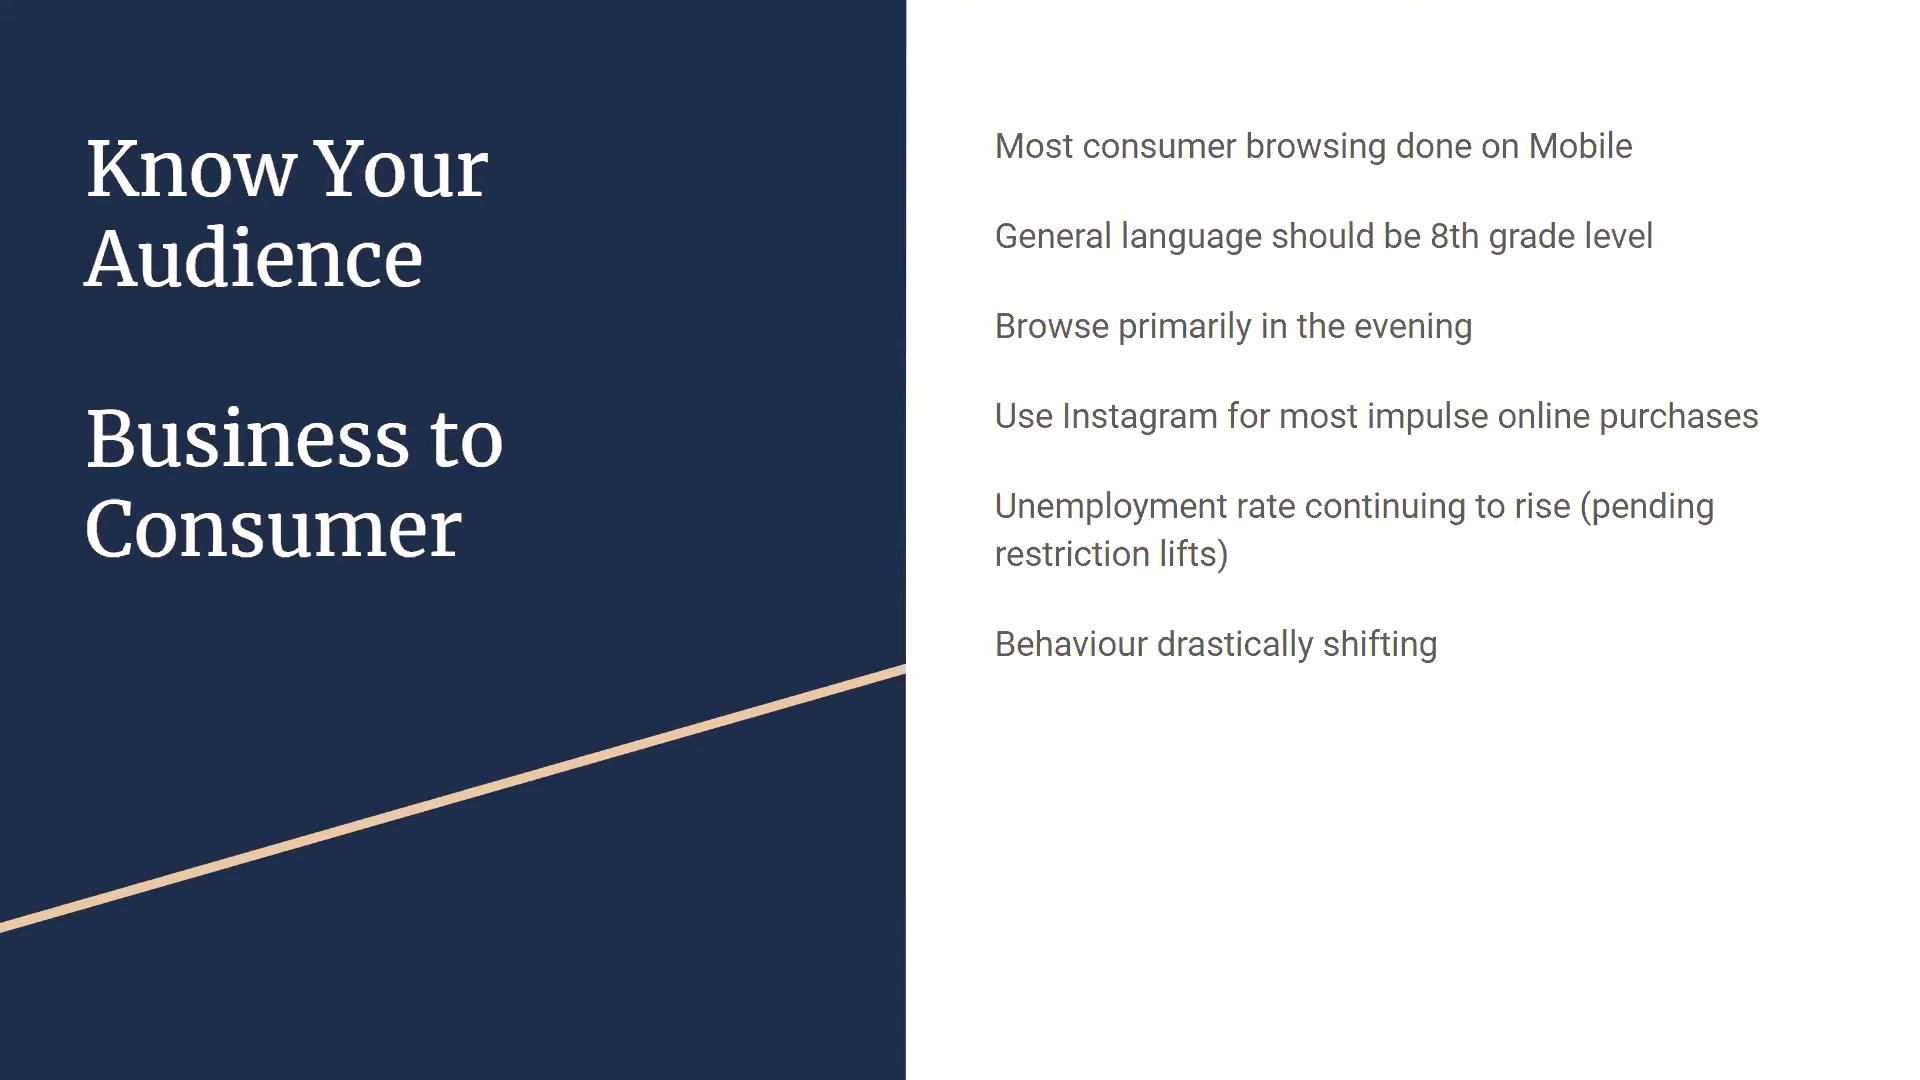 Know Your
Audience
Business to
Consumer
Most consumer browsing done on Mobile
General language should be 8th grade level
Browse primarily in the evening
Use Instagram for most impulse online purchases
Unemployment rate continuing to rise (pending
restriction lifts)
Behaviour drastically shifting